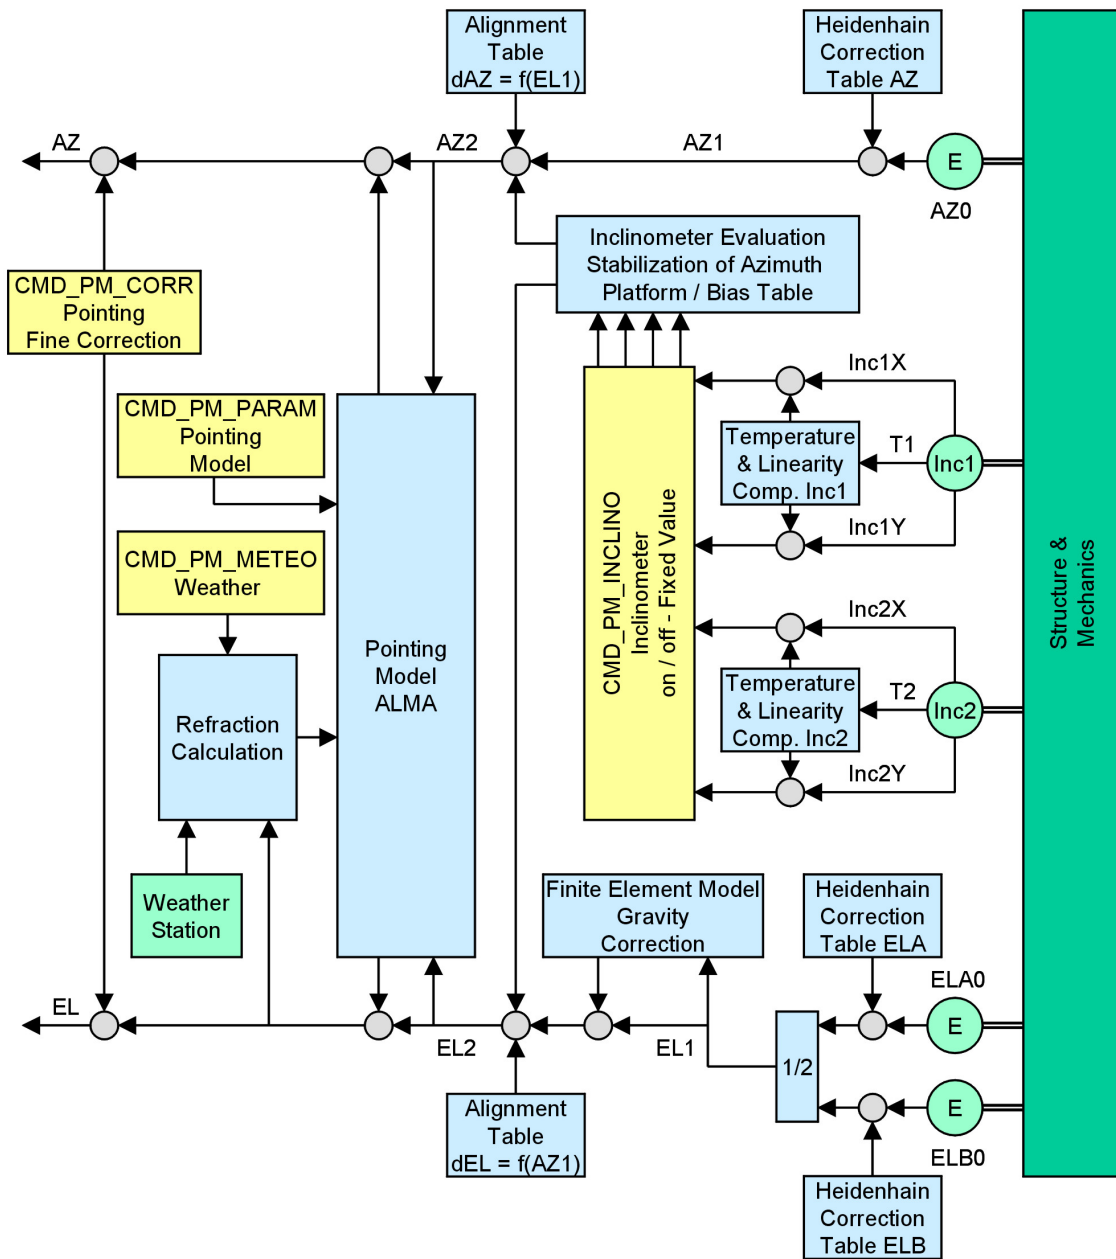 Alignment
Table
dAZ = f(EL1)
Heidenhain
Correction
Table AZ
AZ
AZ2
AZ1
E
AZ0
Inclinometer Evaluation
Stabilization of Azimuth
Platform / Bias Table
CMD_PM_CORR
Pointing
Fine Correction
CMD_PM_PARAM
Pointing
Model
CMD_PM_METEO
Weather
Refraction
Calculation
Weather
Station
Pointing
Model
ALMA
CMD_PM_INCLINO
Inclinometer
on / off - Fixed Value
Inc1X
Temperature
& Linearity
Comp. Inc1
T1
Inc1
Inc1Y
Inc2X
Temperature
& Linearity
Comp. Inc2
T2
Inc2
Inc2Y
Structure &
Mechanics
Finite Element Model
Gravity
Correction
Heidenhain
Correction
Table ELA
ELA0
E
EL
EL2
EL1
1/2
E
ELB0
Alignment
Table
dEL = f(AZ1)
Heidenhain
Correction
Table ELB